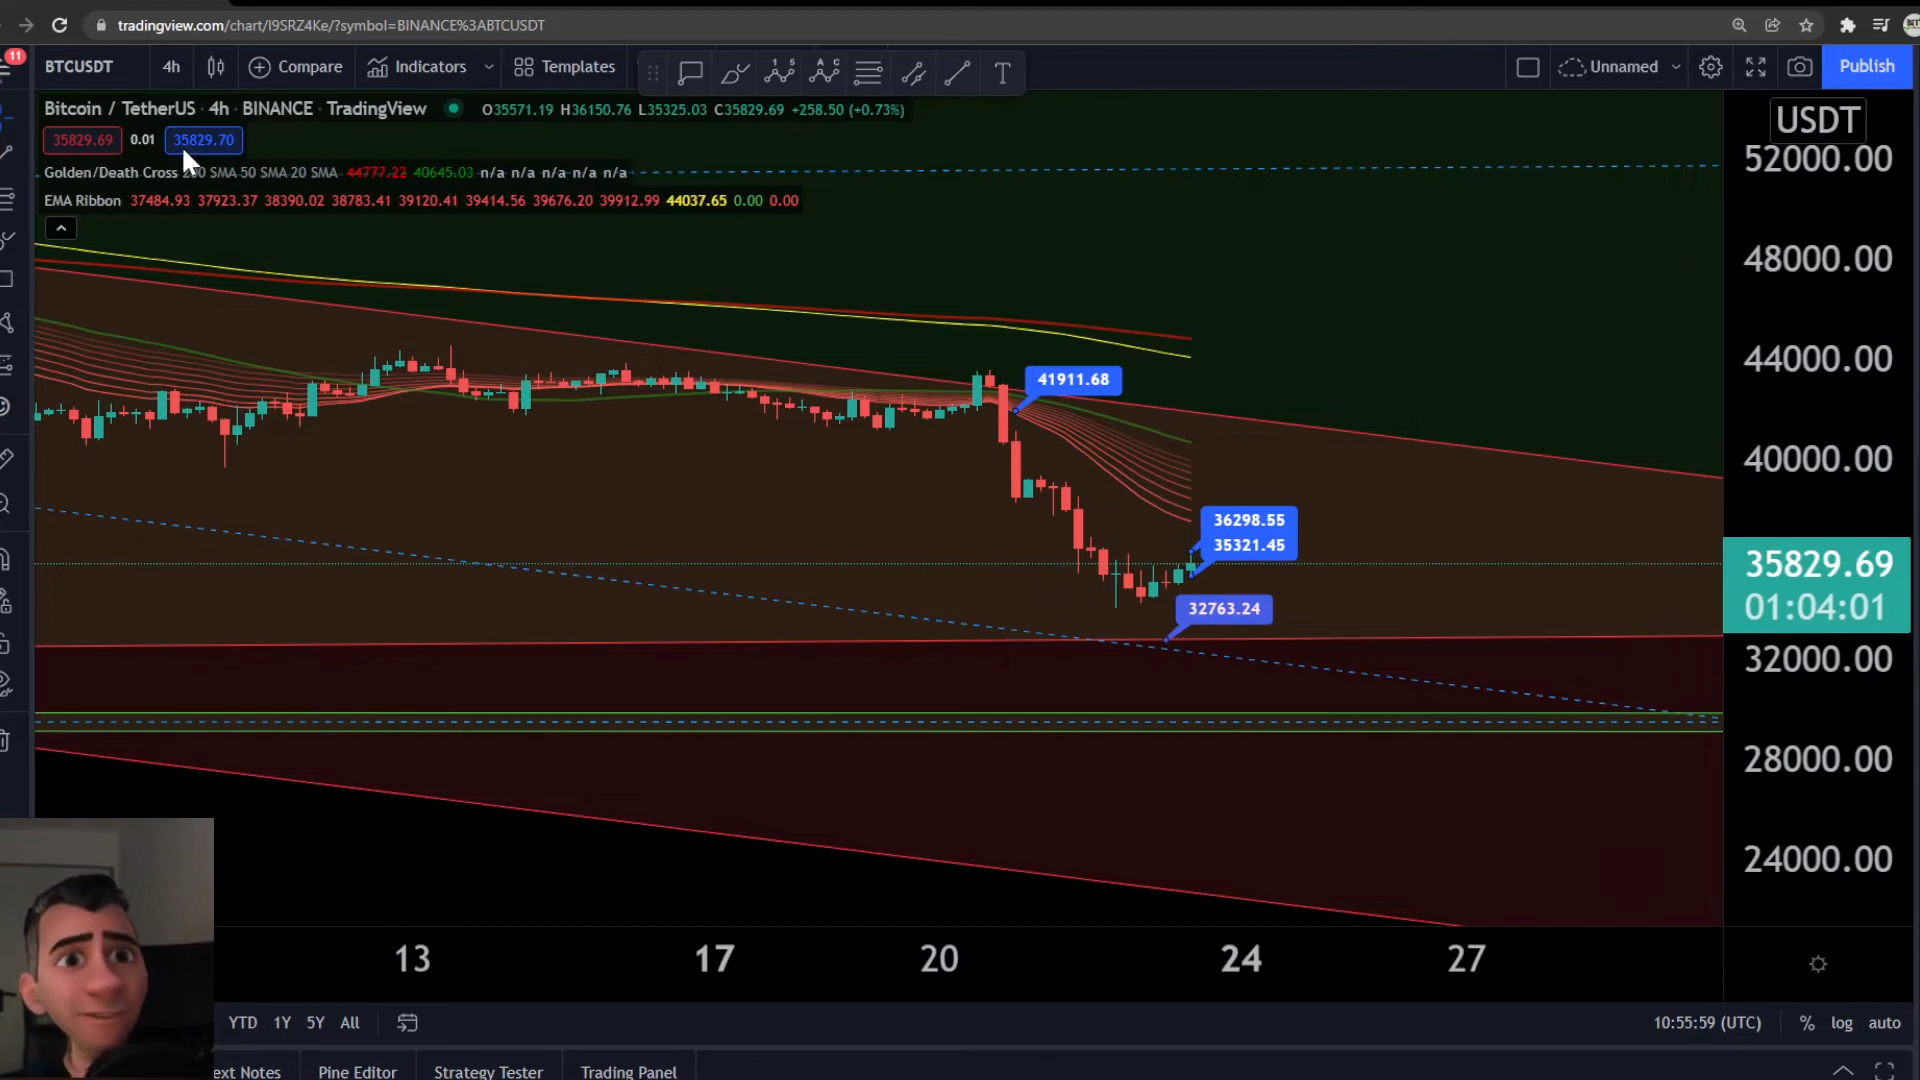 tradingview.com/chart/I9SRZ4Ke/?symbol=BINANCE%3ABTCUSDT
11
BTCUSDT
4h
Compare
Indicators
Templates
Unnamed
Publish
Bitcoin / TetherUS · 4h · BINANCE · TradingView
O35571.19 H36150.76 L35325.03 C35829.69 +258.50 (+0.73%)
35829.69
0.01
35829.70
Golden/Death Cross SMA 50 SMA 20 SMA 44777.22 40645.03 n/a n/a n/a n/a n/a
EMA Ribbon 37484.93 37923.37 38390.02 38783.41 39120.41 39414.56 39676.20 39912.99 44037.65 0.00 0.00
USDT
52000.00
48000.00
44000.00
40000.00
35829.69
01:04:01
32000.00
28000.00
24000.00
41911.68
36298.55
35321.45
32763.24
13
17
20
24
27
YTD
1Y
5Y
All
10:55:59 (UTC)
%
log
auto
Pine Editor
Strategy Tester
Trading Panel